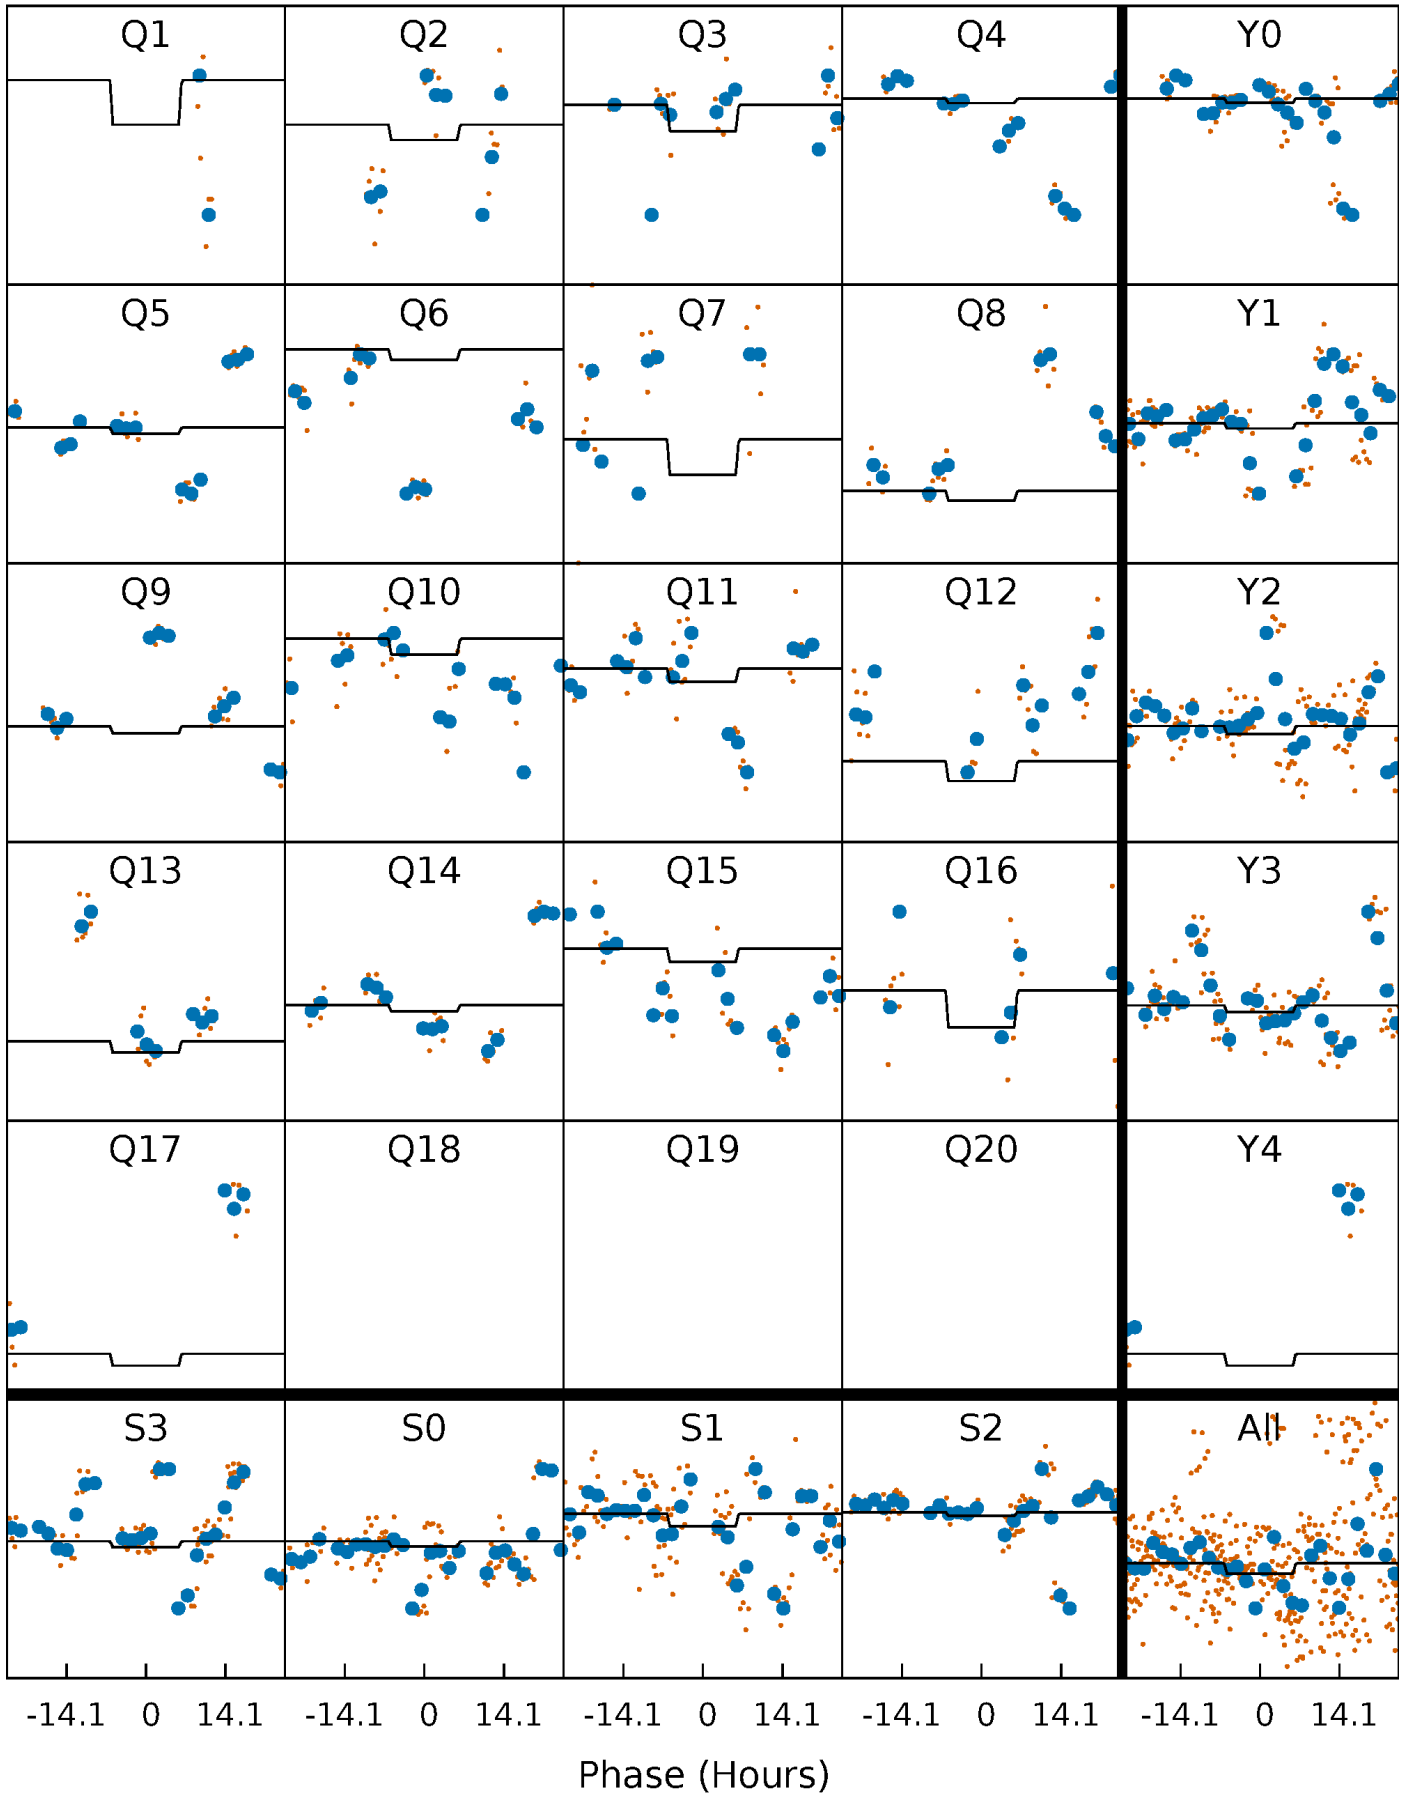 Q1 Q2 Q3 Q4 Y0
Q5 Q6 Q7 Q8 Y1
Q9 Q10 Q11 Q12 Y2
Q13 Q14 Q15 Q16 Y3
Q17 Q18 Q19 Q20 Y4
S3 S0 S1 S2 All
-14.1 0 14.1 -14.1 0 14.1 -14.1 0 14.1 -14.1 0 14.1 -14.1 0 14.1
Phase (Hours)